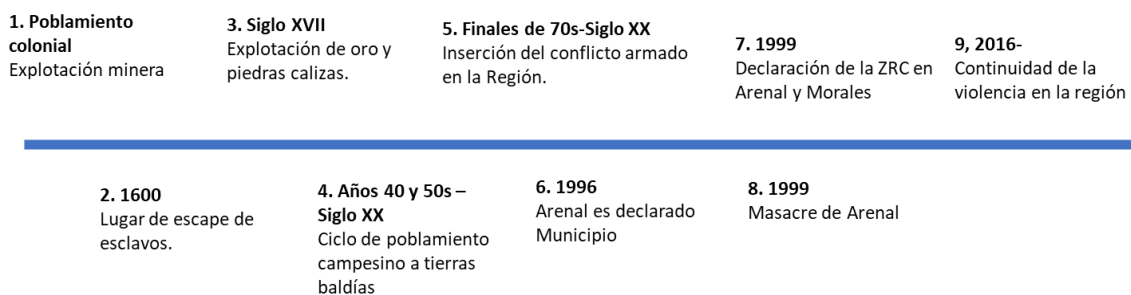 1. Poblamiento
colonial
Explotación minera
2. 1600
Lugar de escape de
esclavos.
3. Siglo XVII
Explotación de oro y
piedras calizas.
4. Años 40 y 50s –
Siglo XX
Ciclo de poblamiento
campesino a tierras
baldías
5. Finales de 70s-Siglo XX
Inserción del conflicto armado
en la Región.
6. 1996
Arenal es declarado
Municipio
7. 1999
Declaración de la ZRC en
Arenal y Morales
8. 1999
Masacre de Arenal
9, 2016-
Continuidad de la
violencia en la región